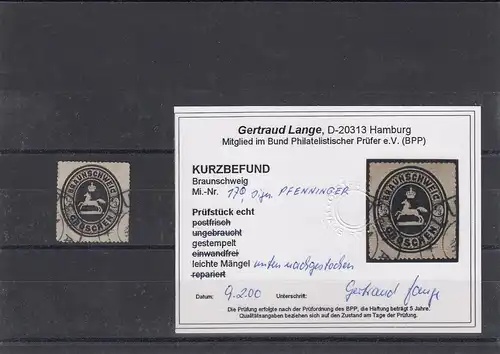 Gertraud Lange, D-20313 Hamburg
Mitglied im Bund Philatelistischer Prüfer e.V. (BPP)
KURZBEFUND
Braunschweig
Mi.-Nr. PFENNINGER
Prüfstück echt
postfrisch
ungebraucht
gestempelt
einwandfrei
leichte Mängel unten nachgestochen
repariert
Datum: 9.2.00 Unterschrift: Gertraud Lange
Die Prüfung erfolgte nach der Prüfordnung des BPP, die Haftung beträgt 5 Jahre.
Qualitätsangaben beziehen sich auf den Zustand am Tage der Prüfung.
BRAUNSCHWEIG
GROSCHEN
BRAUNSCHWEIG
GROSCHEN